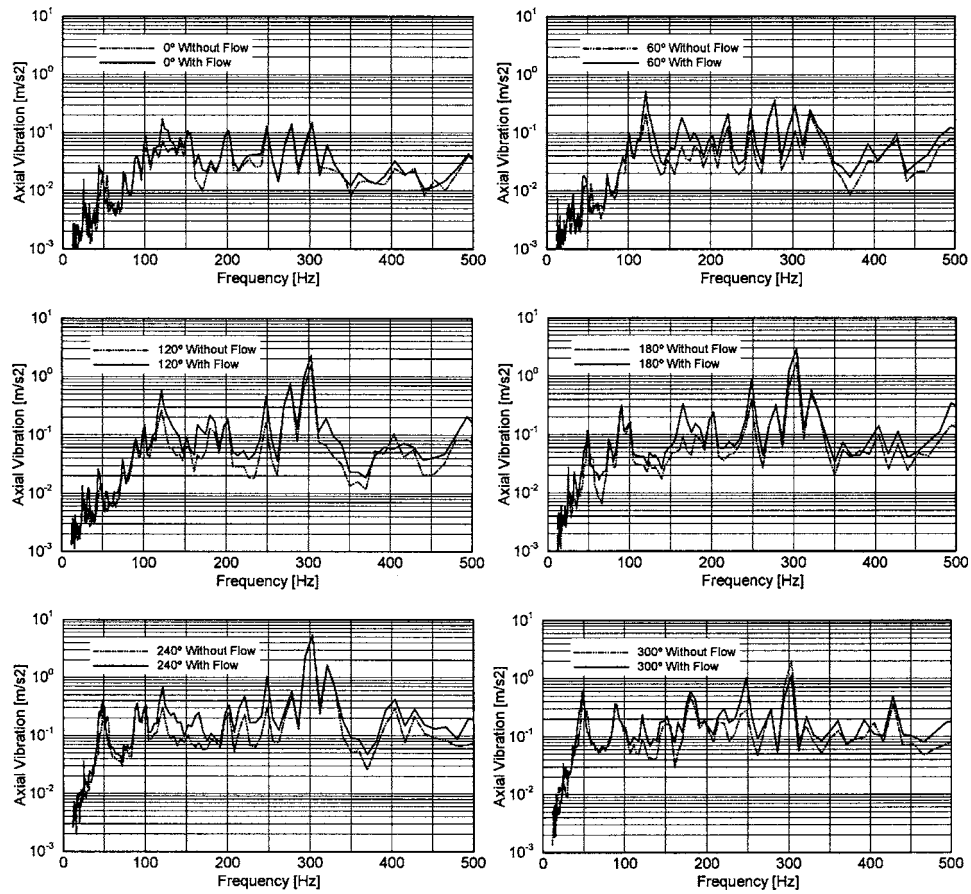 Axial Vibration [m/s2]
10¹
10⁰
10⁻¹
10⁻²
10⁻³
0° Without Flow
0° With Flow
0 100 200 300 400 500
Frequency [Hz]
Axial Vibration [m/s2]
10¹
10⁰
10⁻¹
10⁻²
10⁻³
60° Without Flow
60° With Flow
0 100 200 300 400 500
Frequency [Hz]
Axial Vibration [m/s2]
10¹
10⁰
10⁻¹
10⁻²
10⁻³
120° Without Flow
120° With Flow
0 100 200 300 400 500
Frequency [Hz]
Axial Vibration [m/s2]
10¹
10⁰
10⁻¹
10⁻²
10⁻³
180° Without Flow
180° With Flow
0 100 200 300 400 500
Frequency [Hz]
Axial Vibration [m/s2]
10¹
10⁰
10⁻¹
10⁻²
10⁻³
240° Without Flow
240° With Flow
0 100 200 300 400 500
Frequency [Hz]
Axial Vibration [m/s2]
10¹
10⁰
10⁻¹
10⁻²
10⁻³
300° Without Flow
300° With Flow
0 100 200 300 400 500
Frequency [Hz]